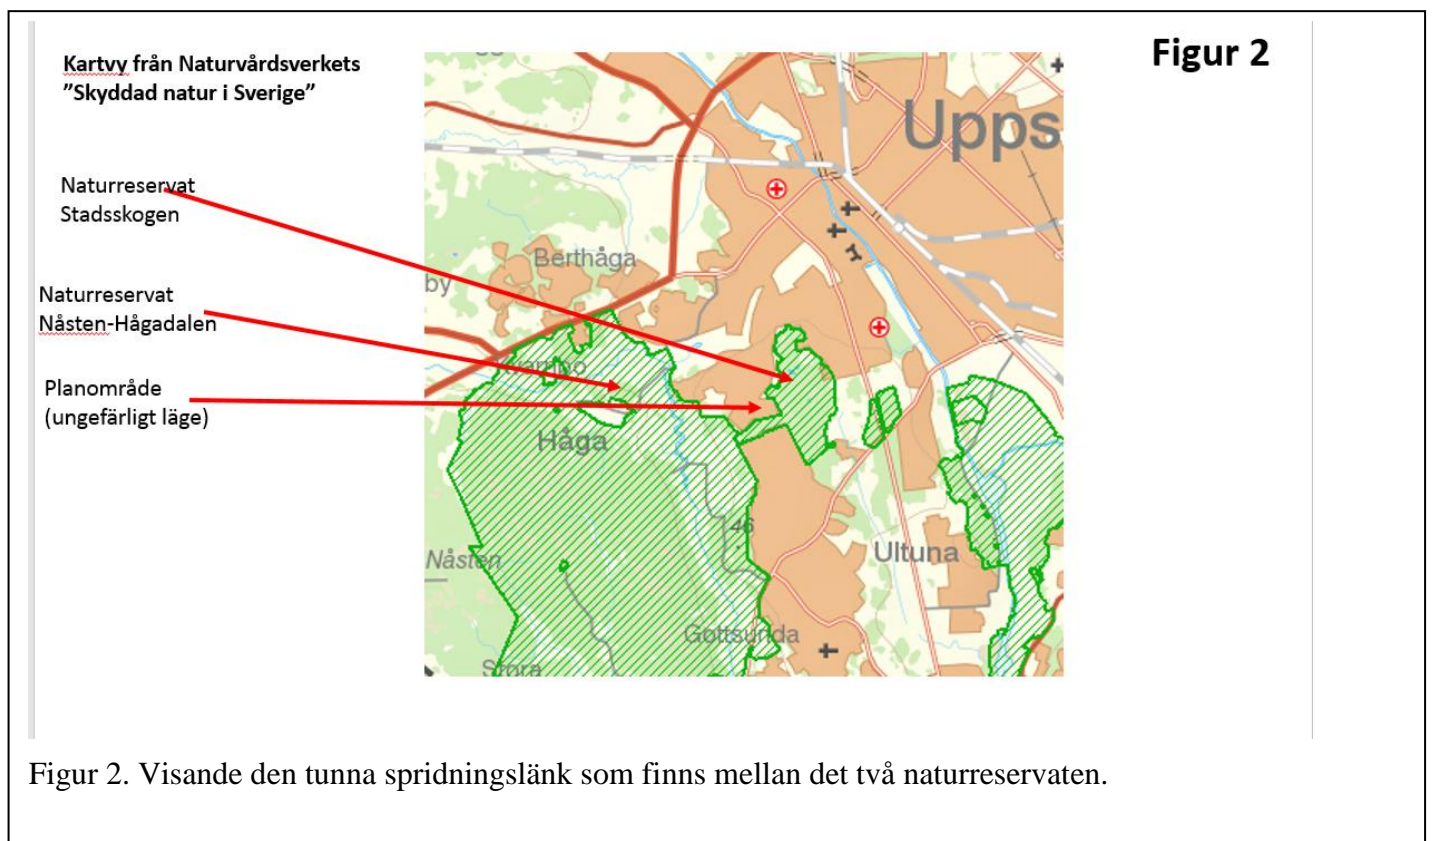 Figur 2
Kartvy från Naturvårdsverkets
”Skyddad natur i Sverige”
Naturreservat
Stadsskogen
Naturreservat
Nåsten-Hågadalen
Planområde
(ungefärligt läge)
Upps
Berthåga
by
Håga
46
Nåsten
Ultuna
Gottsunda
Stora
Figur 2. Visande den tunna spridningslänk som finns mellan det två naturreservaten.